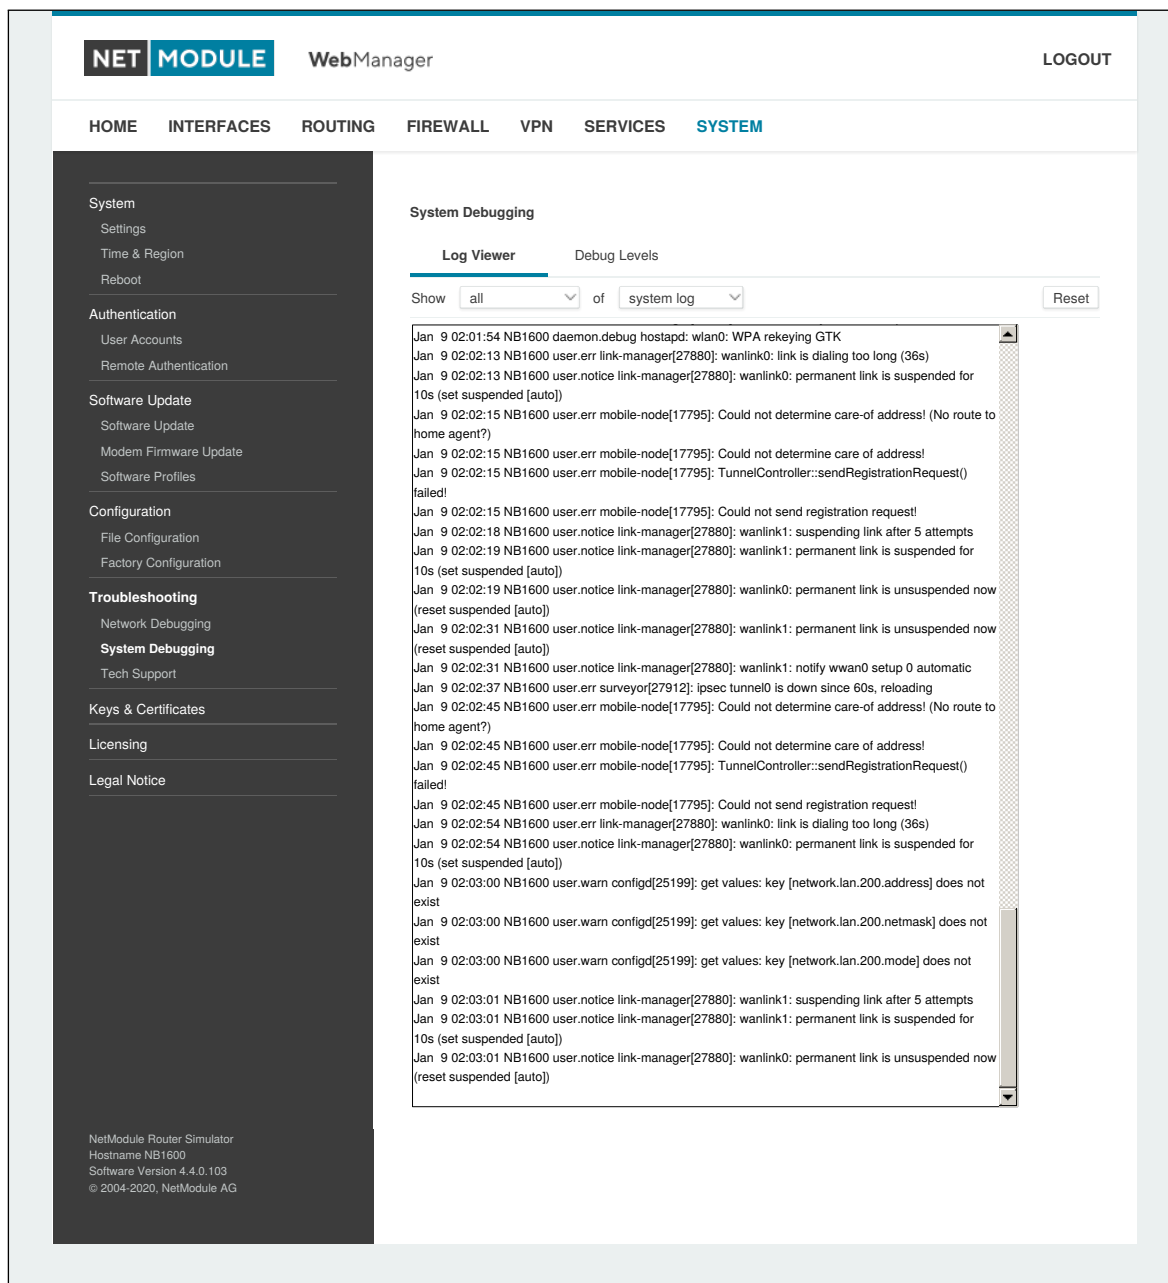 NET MODULE WebManager LOGOUT
HOME INTERFACES ROUTING FIREWALL VPN SERVICES SYSTEM
System
Settings
Time & Region
Reboot
Authentication
User Accounts
Remote Authentication
Software Update
Software Update
Modem Firmware Update
Software Profiles
Configuration
File Configuration
Factory Configuration
Troubleshooting
Network Debugging
System Debugging
Tech Support
Keys & Certificates
Licensing
Legal Notice
NetModule Router Simulator
Hostname NB1600
Software Version 4.4.0.103
© 2004-2020, NetModule AG
System Debugging
Log Viewer Debug Levels
Show all of system log Reset
Jan 9 02:01:54 NB1600 daemon.debug hostapd: wlan0: WPA rekeying GTK
Jan 9 02:02:13 NB1600 user.err link-manager[27880]: wanlink0: link is dialing too long (36s)
Jan 9 02:02:13 NB1600 user.notice link-manager[27880]: wanlink0: permanent link is suspended for
10s (set suspended [auto])
Jan 9 02:02:15 NB1600 user.err mobile-node[17795]: Could not determine care-of address! (No route to
home agent?)
Jan 9 02:02:15 NB1600 user.err mobile-node[17795]: Could not determine care of address!
Jan 9 02:02:15 NB1600 user.err mobile-node[17795]: TunnelController::sendRegistrationRequest()
failed!
Jan 9 02:02:15 NB1600 user.err mobile-node[17795]: Could not send registration request!
Jan 9 02:02:18 NB1600 user.notice link-manager[27880]: wanlink1: suspending link after 5 attempts
Jan 9 02:02:19 NB1600 user.notice link-manager[27880]: wanlink1: permanent link is suspended for
10s (set suspended [auto])
Jan 9 02:02:19 NB1600 user.notice link-manager[27880]: wanlink0: permanent link is unsuspended now
(reset suspended [auto])
Jan 9 02:02:31 NB1600 user.notice link-manager[27880]: wanlink1: permanent link is unsuspended now
(reset suspended [auto])
Jan 9 02:02:31 NB1600 user.notice link-manager[27880]: wanlink1: notify wwan0 setup 0 automatic
Jan 9 02:02:37 NB1600 user.err surveyor[27912]: ipsec tunnel0 is down since 60s, reloading
Jan 9 02:02:45 NB1600 user.err mobile-node[17795]: Could not determine care-of address! (No route to
home agent?)
Jan 9 02:02:45 NB1600 user.err mobile-node[17795]: Could not determine care of address!
Jan 9 02:02:45 NB1600 user.err mobile-node[17795]: TunnelController::sendRegistrationRequest()
failed!
Jan 9 02:02:45 NB1600 user.err mobile-node[17795]: Could not send registration request!
Jan 9 02:02:54 NB1600 user.err link-manager[27880]: wanlink0: link is dialing too long (36s)
Jan 9 02:02:54 NB1600 user.notice link-manager[27880]: wanlink0: permanent link is suspended for
10s (set suspended [auto])
Jan 9 02:03:00 NB1600 user.warn configd[25199]: get values: key [network.lan.200.address] does not
exist
Jan 9 02:03:00 NB1600 user.warn configd[25199]: get values: key [network.lan.200.netmask] does not
exist
Jan 9 02:03:00 NB1600 user.warn configd[25199]: get values: key [network.lan.200.mode] does not
exist
Jan 9 02:03:01 NB1600 user.notice link-manager[27880]: wanlink1: suspending link after 5 attempts
Jan 9 02:03:01 NB1600 user.notice link-manager[27880]: wanlink1: permanent link is suspended for
10s (set suspended [auto])
Jan 9 02:03:01 NB1600 user.notice link-manager[27880]: wanlink0: permanent link is unsuspended now
(reset suspended [auto])